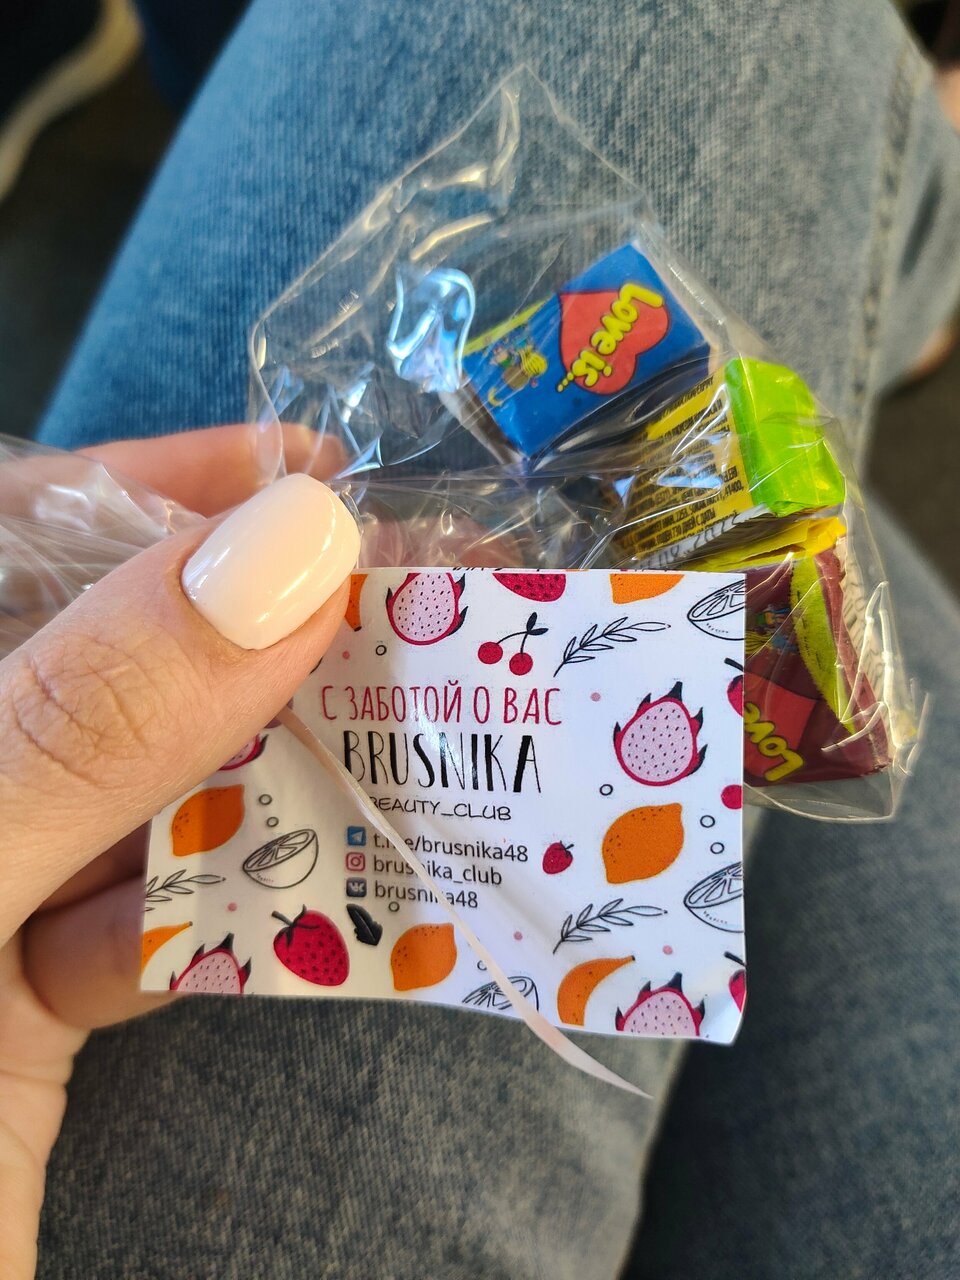 Love is...
С ЗАБОТОЙ О ВАС
BRUSNIKA
BEAUTY_CLUB
t.me/brusnika48
brusnika_club
brusnika48
Love